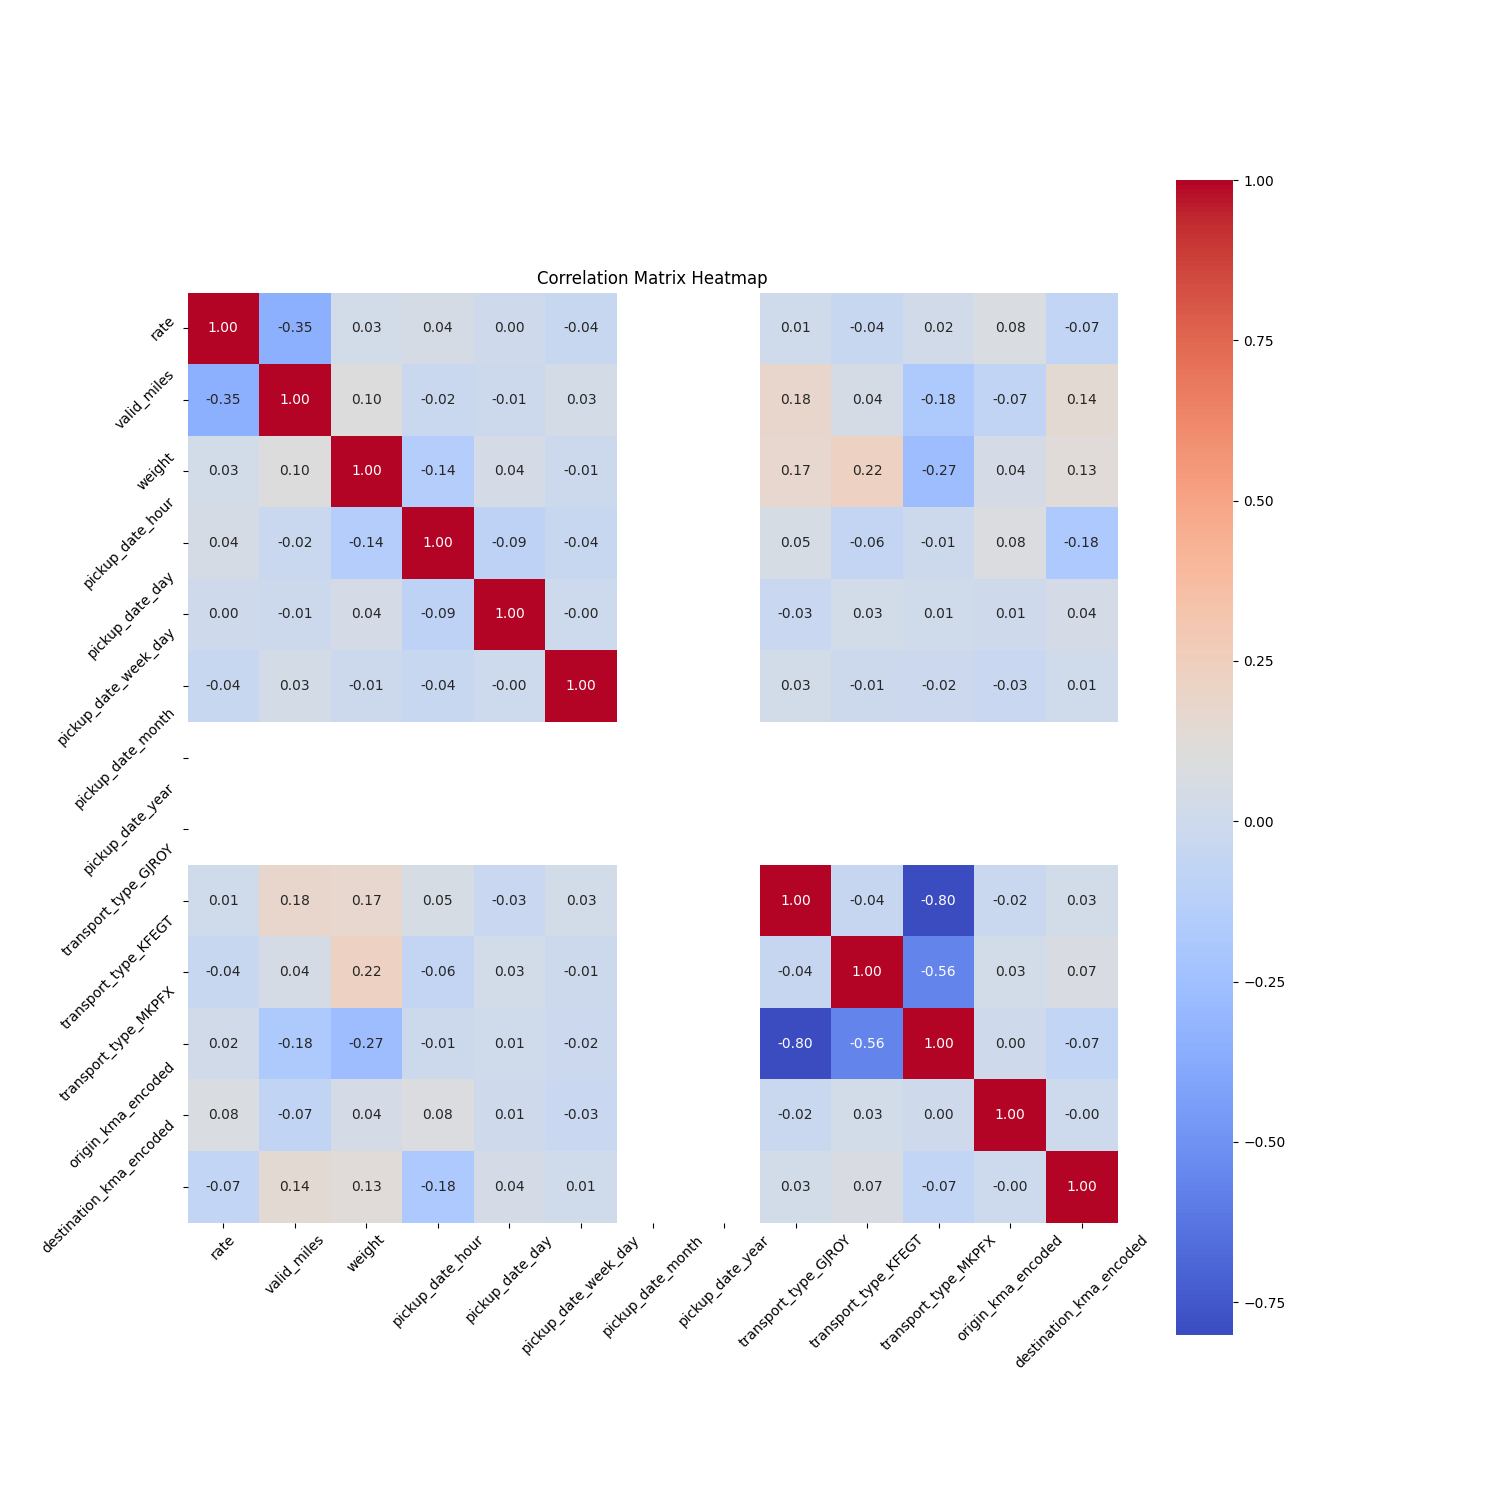 Correlation Matrix Heatmap
rate 1.00 -0.35 0.03 0.04 0.00 -0.04 0.01 -0.04 0.02 0.08 -0.07
valid_miles -0.35 1.00 0.10 -0.02 -0.01 0.03 0.18 0.04 -0.18 -0.07 0.14
weight 0.03 0.10 1.00 -0.14 0.04 -0.01 0.17 0.22 -0.27 0.04 0.13
pickup_date_hour 0.04 -0.02 -0.14 1.00 -0.09 -0.04 0.05 -0.06 -0.01 0.08 -0.18
pickup_date_day 0.00 -0.01 0.04 -0.09 1.00 -0.00 -0.03 0.03 0.01 0.01 0.04
pickup_date_week_day -0.04 0.03 -0.01 -0.04 -0.00 1.00 0.03 -0.01 -0.02 -0.03 0.01
pickup_date_month
pickup_date_year
transport_type_GJROY 0.01 0.18 0.17 0.05 -0.03 0.03 1.00 -0.04 -0.80 -0.02 0.03
transport_type_KFEGT -0.04 0.04 0.22 -0.06 0.03 -0.01 -0.04 1.00 -0.56 0.03 0.07
transport_type_MKPFX 0.02 -0.18 -0.27 -0.01 0.01 -0.02 -0.80 -0.56 1.00 0.00 -0.07
origin_kma_encoded 0.08 -0.07 0.04 0.08 0.01 -0.03 -0.02 0.03 0.00 1.00 -0.00
destination_kma_encoded -0.07 0.14 0.13 -0.18 0.04 0.01 0.03 0.07 -0.07 -0.00 1.00
rate
valid_miles
weight
pickup_date_hour
pickup_date_day
pickup_date_week_day
pickup_date_month
pickup_date_year
transport_type_GJROY
transport_type_KFEGT
transport_type_MKPFX
origin_kma_encoded
destination_kma_encoded
1.00
0.75
0.50
0.25
0.00
−0.25
−0.50
−0.75